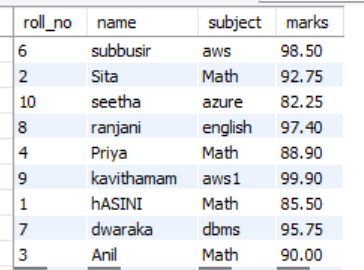 roll_no name subject marks
6 subbusir aws 98.50
2 Sita Math 92.75
10 seetha azure 82.25
8 ranjani english 97.40
4 Priya Math 88.90
9 kavithamam aws1 99.90
1 hASINI Math 85.50
7 dwaraka dbms 95.75
3 Anil Math 90.00